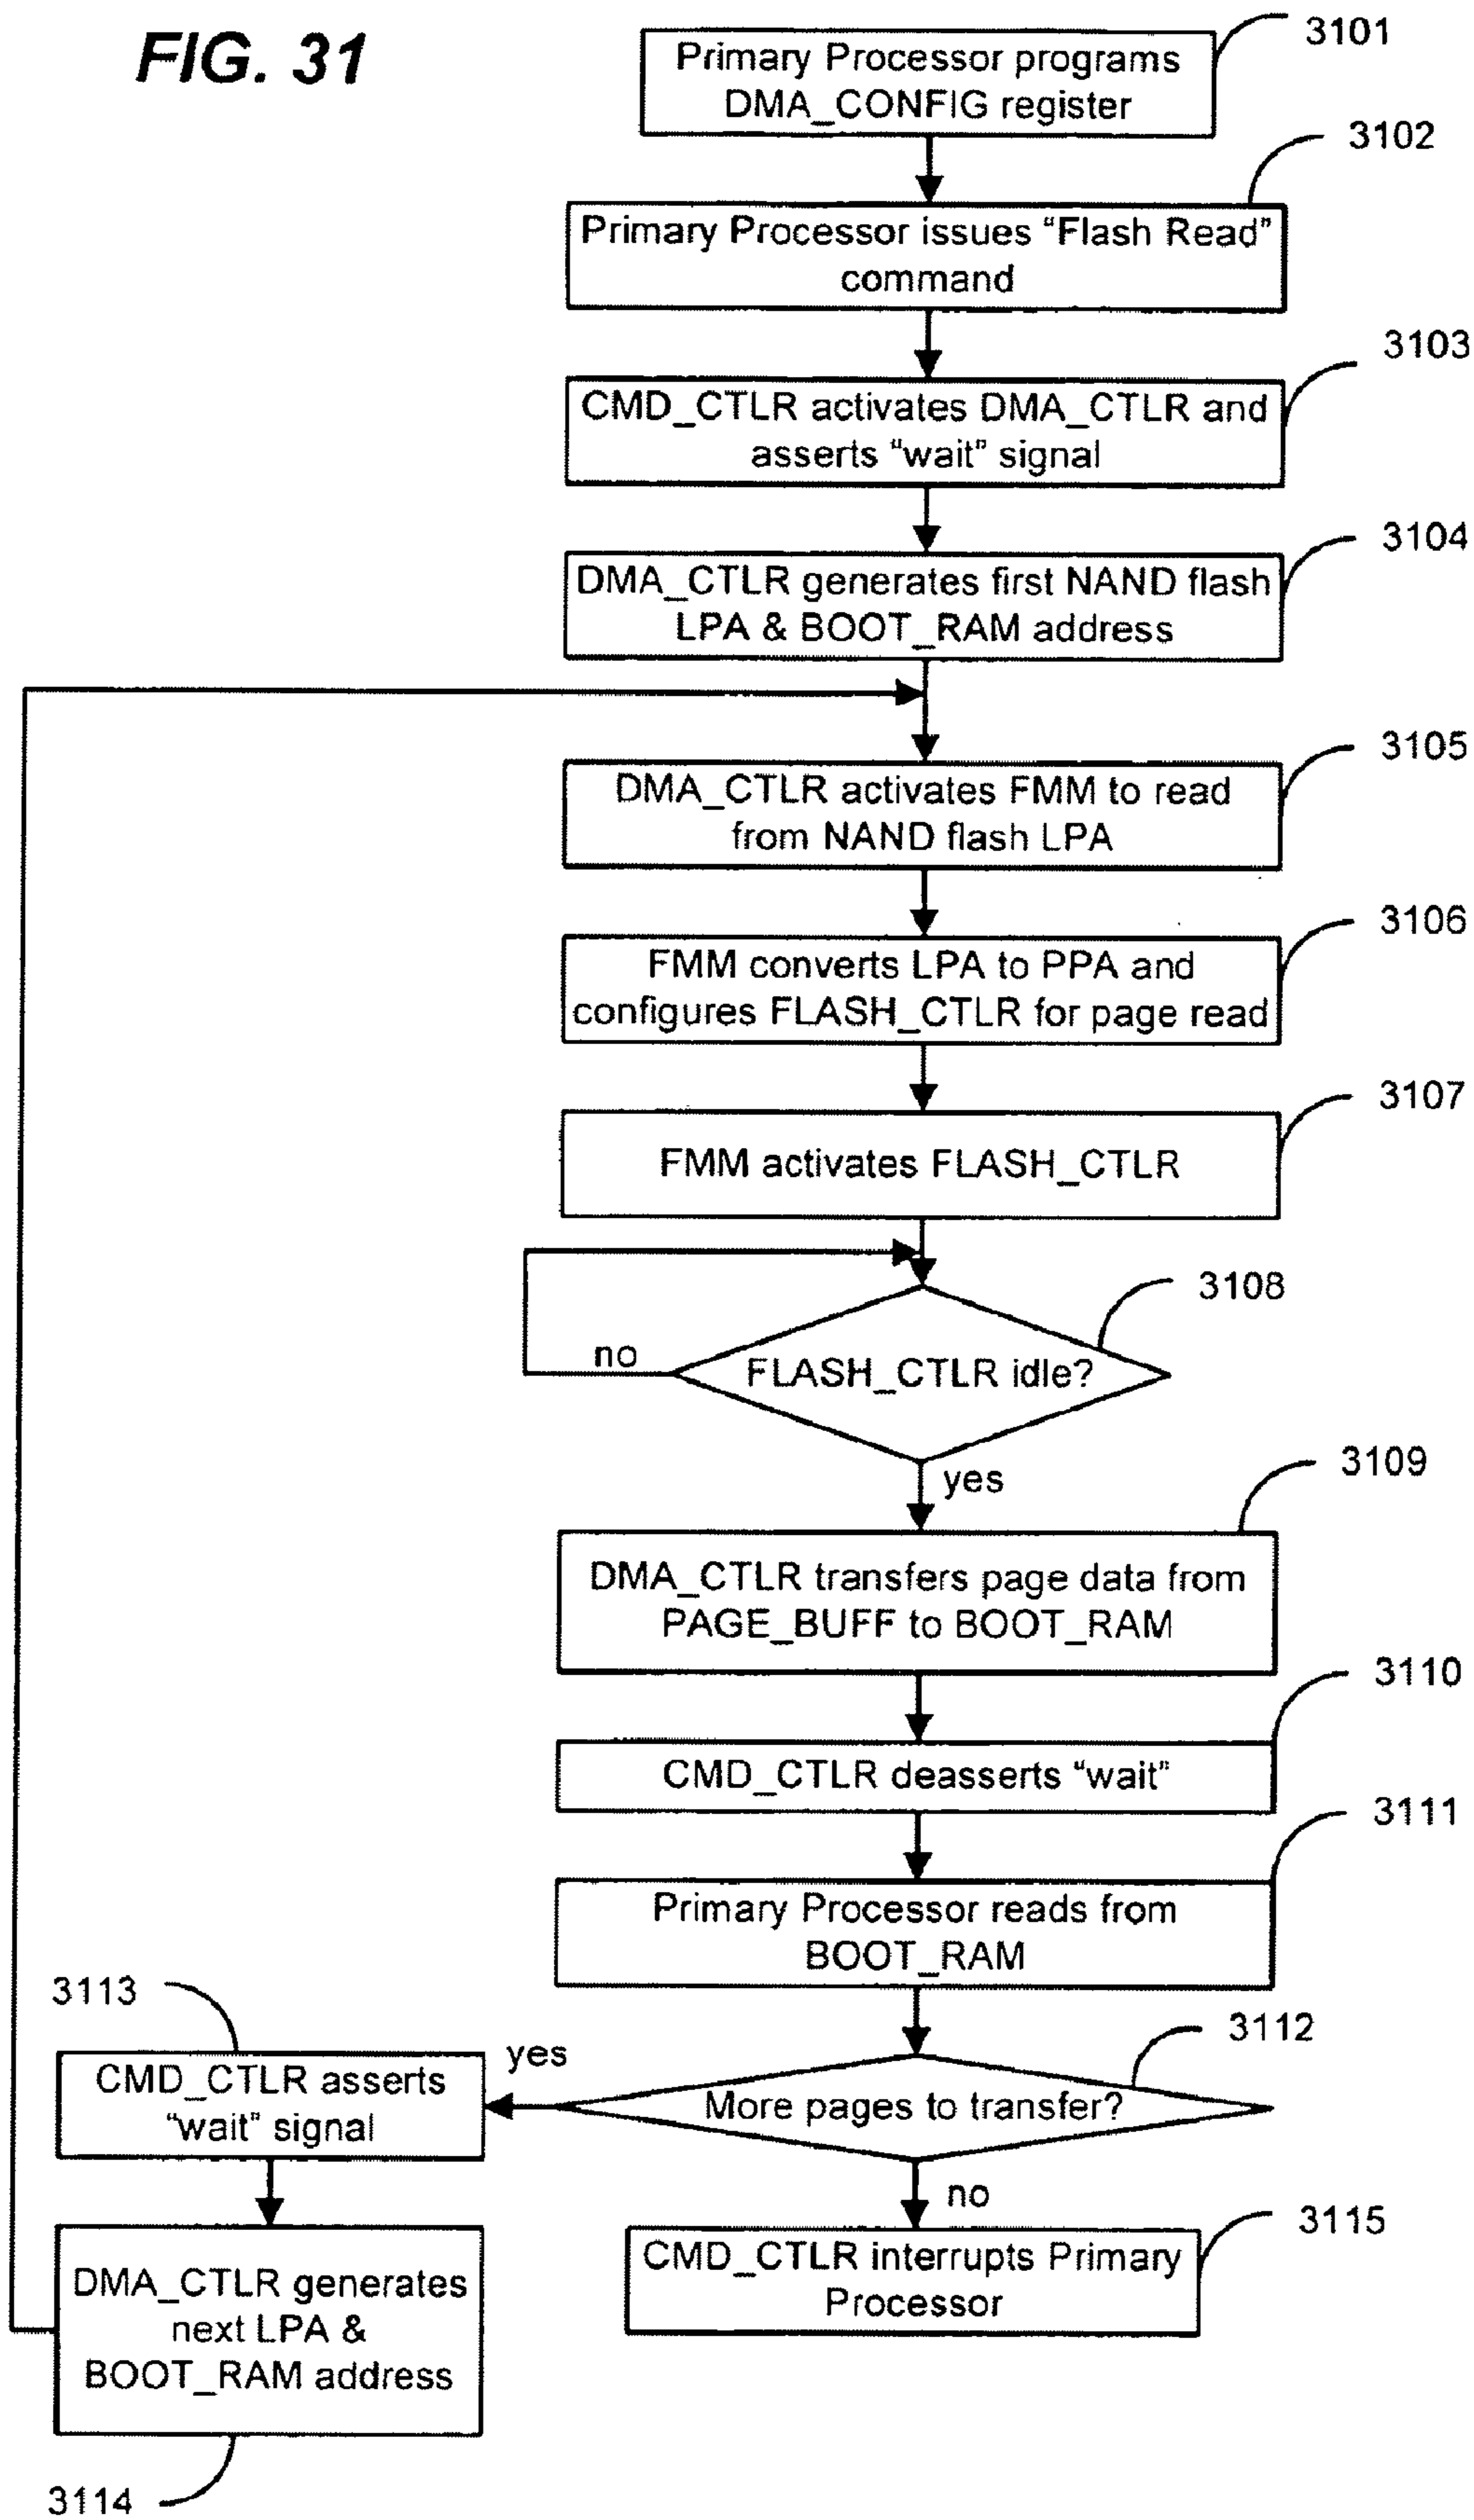 FIG. 31
3101
Primary Processor programs
DMA_CONFIG register
3102
Primary Processor issues "Flash Read"
command
3103
CMD_CTLR activates DMA_CTLR and
asserts "wait" signal
3104
DMA_CTLR generates first NAND flash
LPA & BOOT_RAM address
3105
DMA_CTLR activates FMM to read
from NAND flash LPA
3106
FMM converts LPA to PPA and
configures FLASH_CTLR for page read
3107
FMM activates FLASH_CTLR
3108
no
FLASH_CTLR idle?
yes
3109
DMA_CTLR transfers page data from
PAGE_BUFF to BOOT_RAM
3110
CMD_CTLR deasserts "wait"
3111
Primary Processor reads from
BOOT_RAM
3112
More pages to transfer?
yes
3113
CMD_CTLR asserts
"wait" signal
no
3115
CMD_CTLR interrupts Primary
Processor
DMA_CTLR generates
next LPA &
BOOT_RAM address
3114